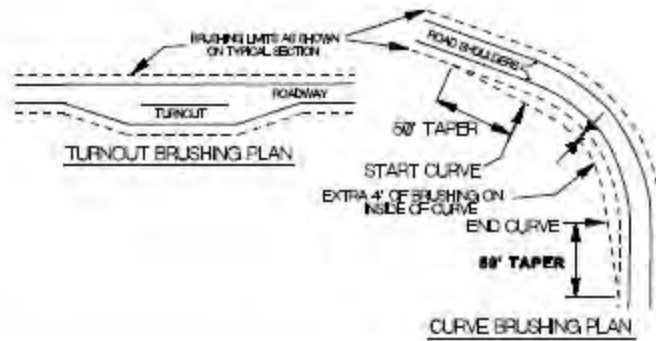 BRUSHING LIMITS AS SHOWN
ON TYPICAL SECTION
ROAD SHOULDERS
ROADWAY
TURNOUT
TURNOUT BRUSHING PLAN
50' TAPER
START CURVE
EXTRA 4' OF BRUSHING ON
INSIDE OF CURVE
END CURVE
50' TAPER
CURVE BRUSHING PLAN